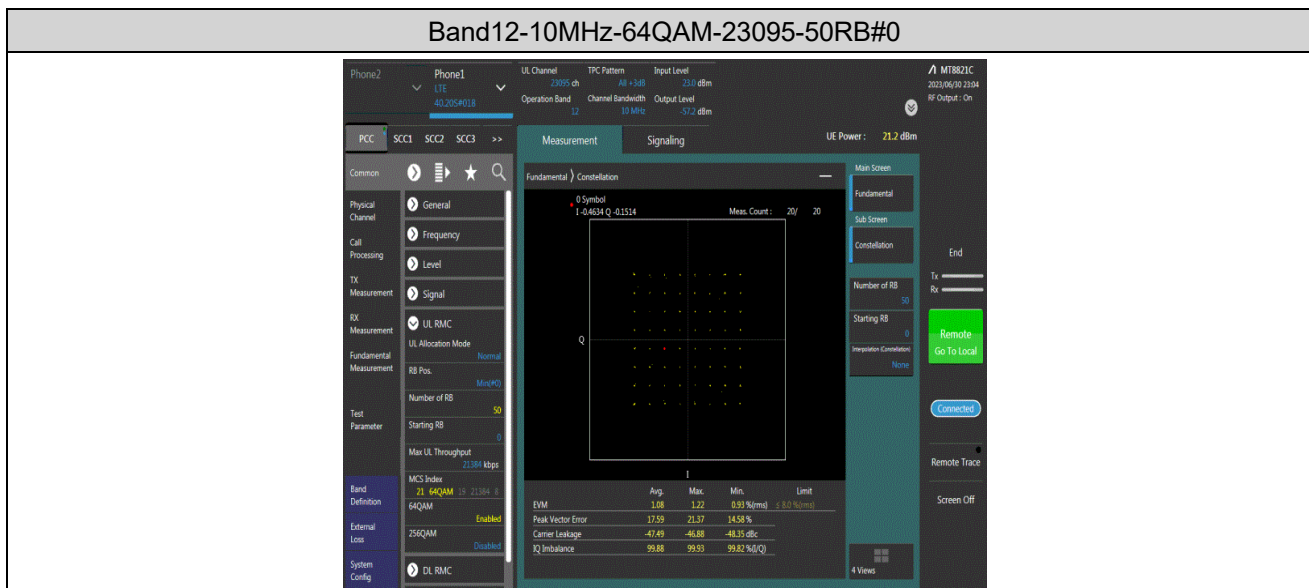 Band12-10MHz-64QAM-23095-50RB#0
Phone2
Phone1
LTE
40.20S#018
UL Channel TPC Pattern Input Level
23095 ch All +3dB 23.0 dBm
Operation Band Channel Bandwidth Output Level
12 10 MHz -57.2 dBm
MT8821C
2023/06/30 23:04
RF Output : On
PCC SCC1 SCC2 SCC3 >>
Measurement Signaling
UE Power : 21.2 dBm
Common
Physical
Channel
Call
Processing
TX
Measurement
RX
Measurement
Fundamental
Measurement
Test
Parameter
Band
Definition
External
Loss
System
Config
General
Frequency
Level
Signal
UL RMC
UL Allocation Mode
Normal
RB Pos.
Min(#0)
Number of RB
50
Starting RB
0
Max UL Throughput
21384 kbps
MCS Index
21 64QAM 19 21384 8
64QAM
Enabled
256QAM
Disabled
DL RMC
Fundamental Constellation
0 Symbol
I -0.4634 Q -0.1514
Meas. Count : 20/ 20
Q
I
Avg. Max. Min. Limit
EVM 1.08 1.22 0.93 %(rms) ≤ 8.0 %(rms)
Peak Vector Error 17.59 21.37 14.58 %
Carrier Leakage -47.49 -46.88 -48.35 dBc
IQ Imbalance 99.88 99.93 99.82 %(I/Q)
Main Screen
Fundamental
Sub Screen
Constellation
Number of RB
50
Starting RB
0
Interpolation (Constellation)
None
4 Views
End
Tx
Rx
Remote
Go To Local
Connected
Remote Trace
Screen Off